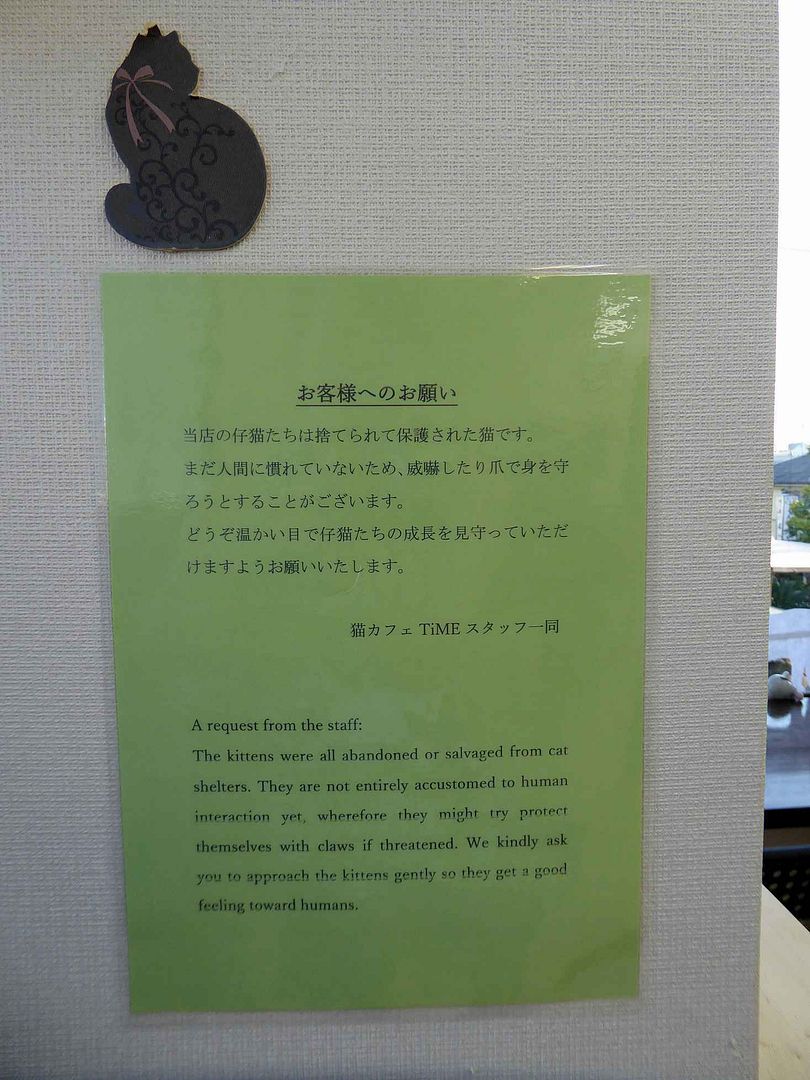 お客様へのお願い
当店の仔猫たちは捨てられて保護された猫です。
まだ人間に慣れていないため、威嚇したり爪で身を守
ろうとすることがございます。
どうぞ温かい目で仔猫たちの成長を見守っていただ
けますようお願いいたします。
猫カフェ TiME スタッフ一同
A request from the staff:
The kittens were all abandoned or salvaged from cat
shelters. They are not entirely accustomed to human
interaction yet, wherefore they might try protect
themselves with claws if threatened. We kindly ask
you to approach the kittens gently so they get a good
feeling toward humans.